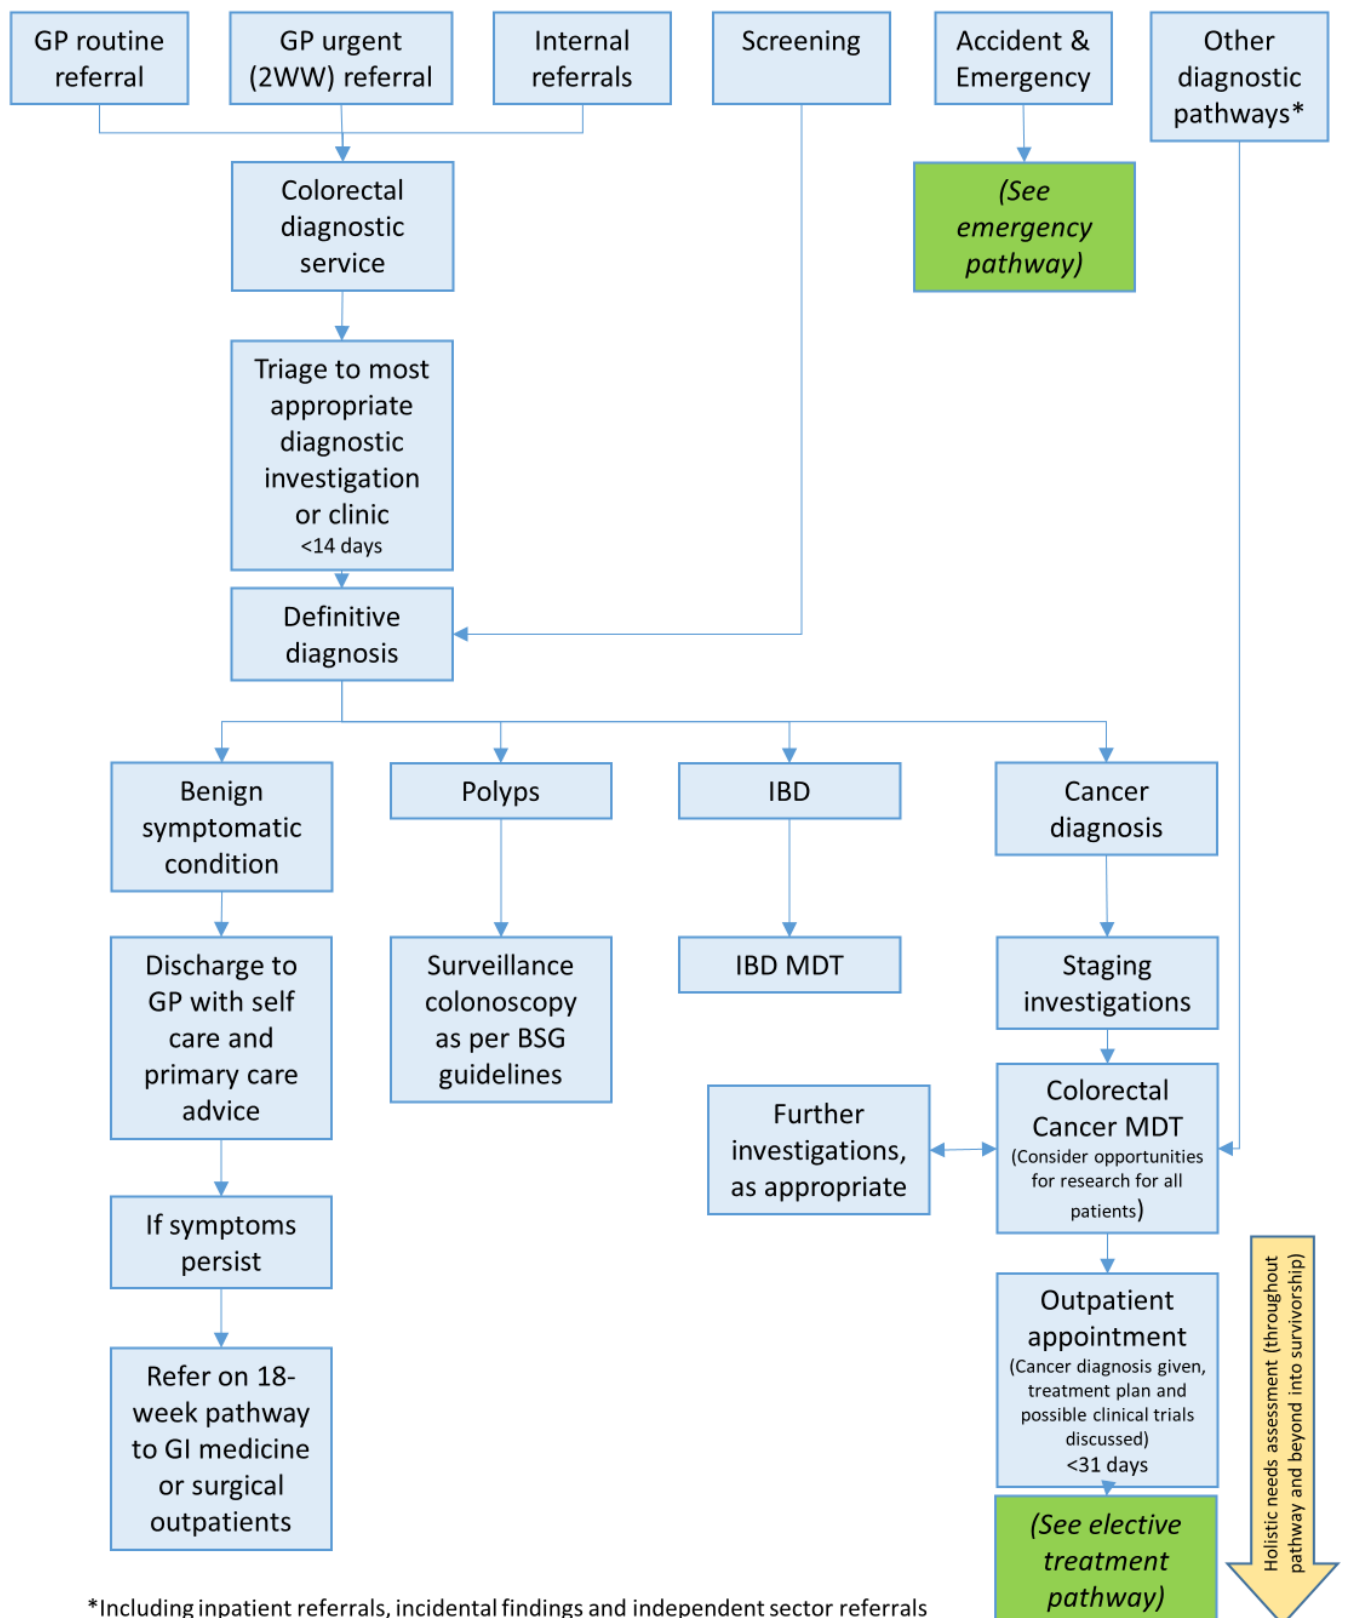 GP routine
referral
GP urgent
(2WW) referral
Internal
referrals
Screening
Accident &
Emergency
Other
diagnostic
pathways*
Colorectal
diagnostic
service
(See
emergency
pathway)
Triage to most
appropriate
diagnostic
investigation
or clinic
<14 days
Definitive
diagnosis
Benign
symptomatic
condition
Polyps
IBD
Cancer
diagnosis
Discharge to
GP with self
care and
primary care
advice
Surveillance
colonoscopy
as per BSG
guidelines
IBD MDT
Staging
investigations
Further
investigations,
as appropriate
Colorectal
Cancer MDT
(Consider opportunities
for research for all
patients)
If symptoms
persist
Outpatient
appointment
(Cancer diagnosis given,
treatment plan and
possible clinical trials
discussed)
<31 days
Holistic needs assessment (throughout
pathway and beyond into survivorship)
Refer on 18-
week pathway
to GI medicine
or surgical
outpatients
(See elective
treatment
pathway)
*Including inpatient referrals, incidental findings and independent sector referrals